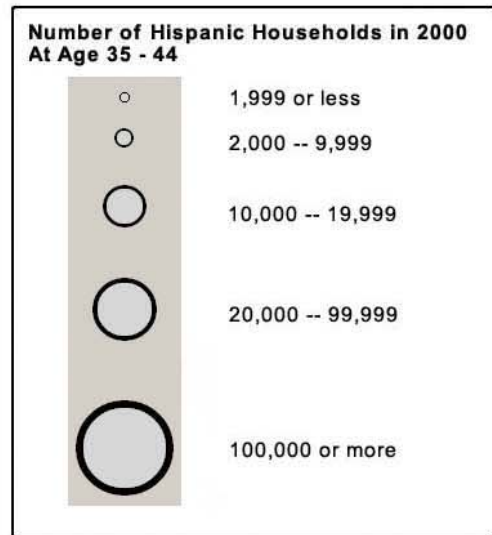 Number of Hispanic Households in 2000
At Age 35 - 44
1,999 or less
2,000 -- 9,999
10,000 -- 19,999
20,000 -- 99,999
100,000 or more